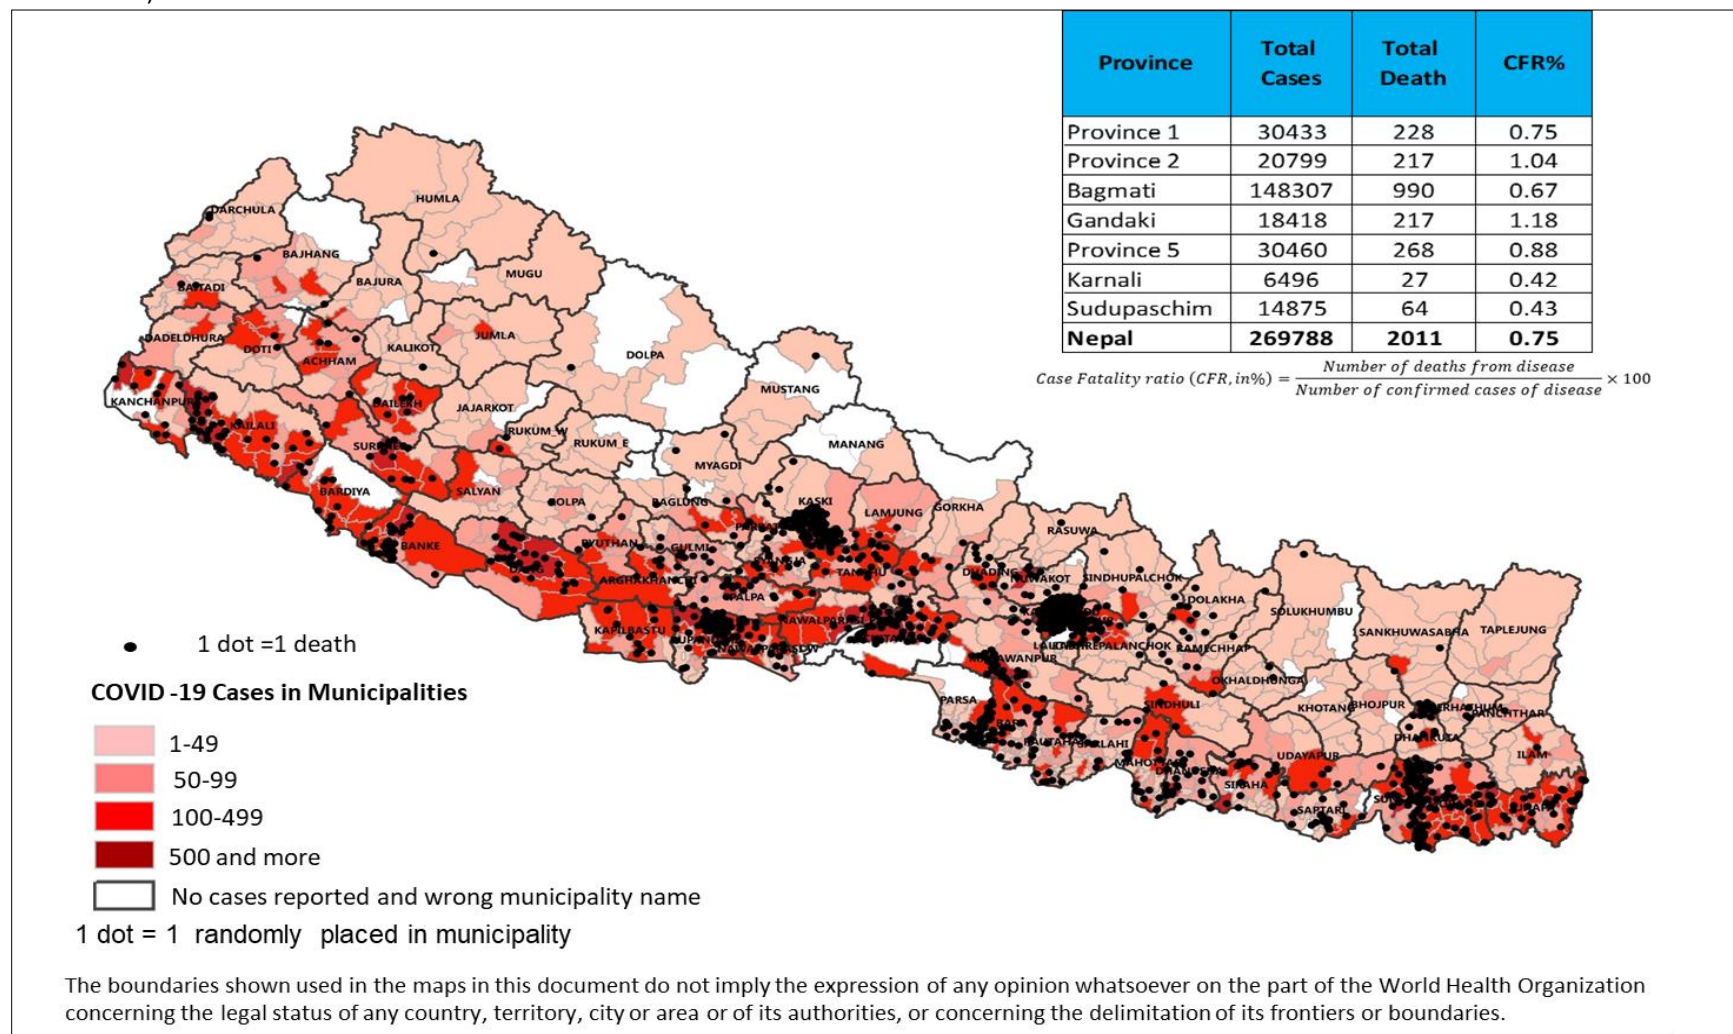 Province Total Cases Total Death CFR%
Province 1 30433 228 0.75
Province 2 20799 217 1.04
Bagmati 148307 990 0.67
Gandaki 18418 217 1.18
Province 5 30460 268 0.88
Karnali 6496 27 0.42
Sudupaschim 14875 64 0.43
Nepal 269788 2011 0.75
Case Fatality ratio (CFR, in%) = Number of deaths from disease / Number of confirmed cases of disease × 100
HUMLA
DARCHULA
BAJHANG
MUGU
BAJURA
BAITADI
DADELDHURA
JUMLA
DOTI
KALIKOT
ACHHAM
DOLPA
MUSTANG
KANCHANPUR
DAILEKH
JAJARKOT
KAILALI
RUKUM_W
RUKUM_E
MANANG
MYAGDI
BARDIYA
SALYAN
ROLPA
BAGLUNG
KASKI
LAMJUNG
GORKHA
RASUWA
BANKE
PYUTHAN
GULMI
TANAHU
DHADING
NUWAKOT
SINDHUPALCHOK
ARGHAKHANCHI
PALPA
DOLAKHA
SOLUKHUMBU
SANKHUWASABHA
TAPLEJUNG
KAPILBASTU
NAWALPARASI
RAMECHHAP
OKHALDHUNGA
PARSA
BARA
SINDHULI
KHOTANG
BHOJPUR
PANCHTHAR
DHANKUTA
ILAM
SARLAHI
UDAYAPUR
SIRAHA
SAPTARI
1 dot =1 death
COVID -19 Cases in Municipalities
1-49
50-99
100-499
500 and more
No cases reported and wrong municipality name
1 dot = 1 randomly placed in municipality
The boundaries shown used in the maps in this document do not imply the expression of any opinion whatsoever on the part of the World Health Organization
concerning the legal status of any country, territory, city or area or of its authorities, or concerning the delimitation of its frontiers or boundaries.